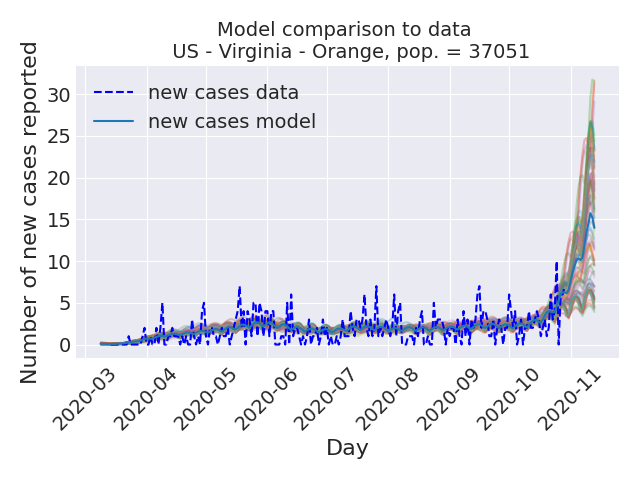 Model comparison to data
US - Virginia - Orange, pop. = 37051
Number of new cases reported
new cases data
new cases model
30
25
20
15
10
5
0
2020-03
2020-04
2020-05
2020-06
2020-07
2020-08
2020-09
2020-10
2020-11
Day